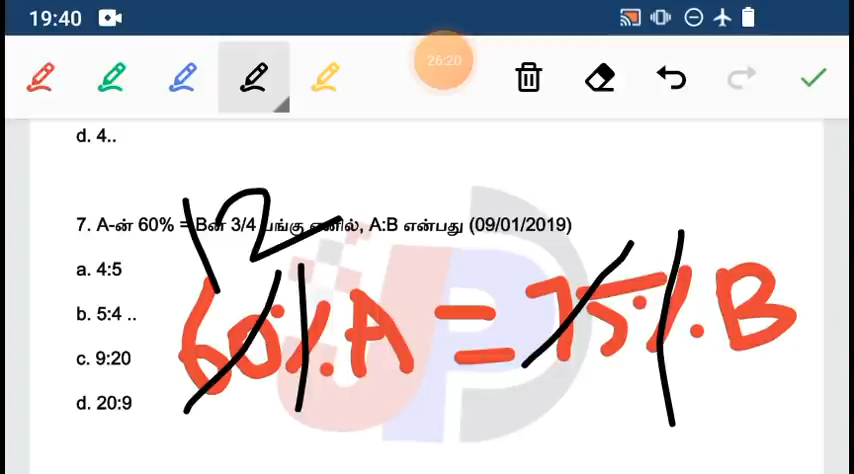 19:40
26:20
d. 4..
7. A-ன் 60% = Bன் 3/4 பங்கு எனில், A:B என்பது (09/01/2019)
a. 4:5
b. 5:4 ..
c. 9:20
d. 20:9
12
60%.A = 75%.B